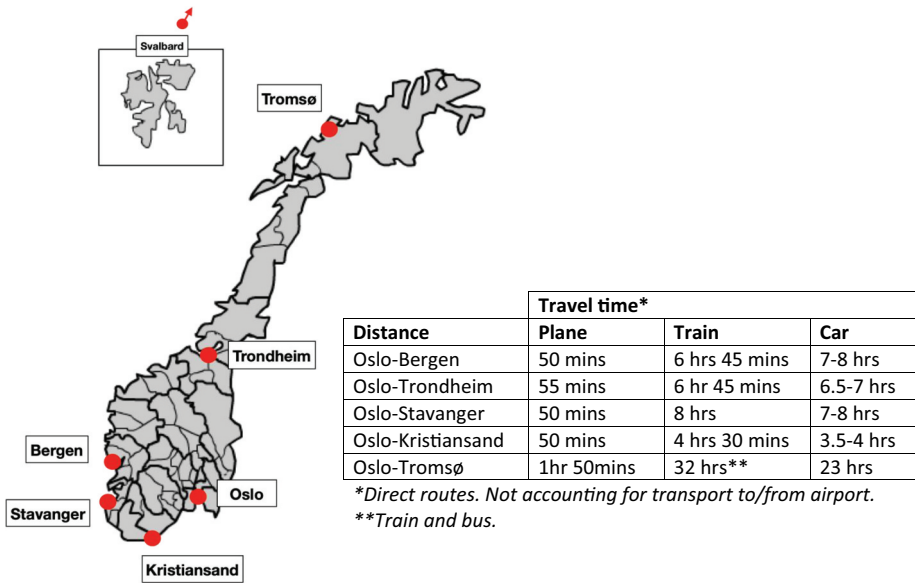 Svalbard
Tromsø
Trondheim
Bergen
Stavanger
Oslo
Kristiansand
Travel time*
Distance Plane Train Car
Oslo-Bergen 50 mins 6 hrs 45 mins 7-8 hrs
Oslo-Trondheim 55 mins 6 hr 45 mins 6.5-7 hrs
Oslo-Stavanger 50 mins 8 hrs 7-8 hrs
Oslo-Kristiansand 50 mins 4 hrs 30 mins 3.5-4 hrs
Oslo-Tromsø 1hr 50mins 32 hrs** 23 hrs
*Direct routes. Not accounting for transport to/from airport.
**Train and bus.